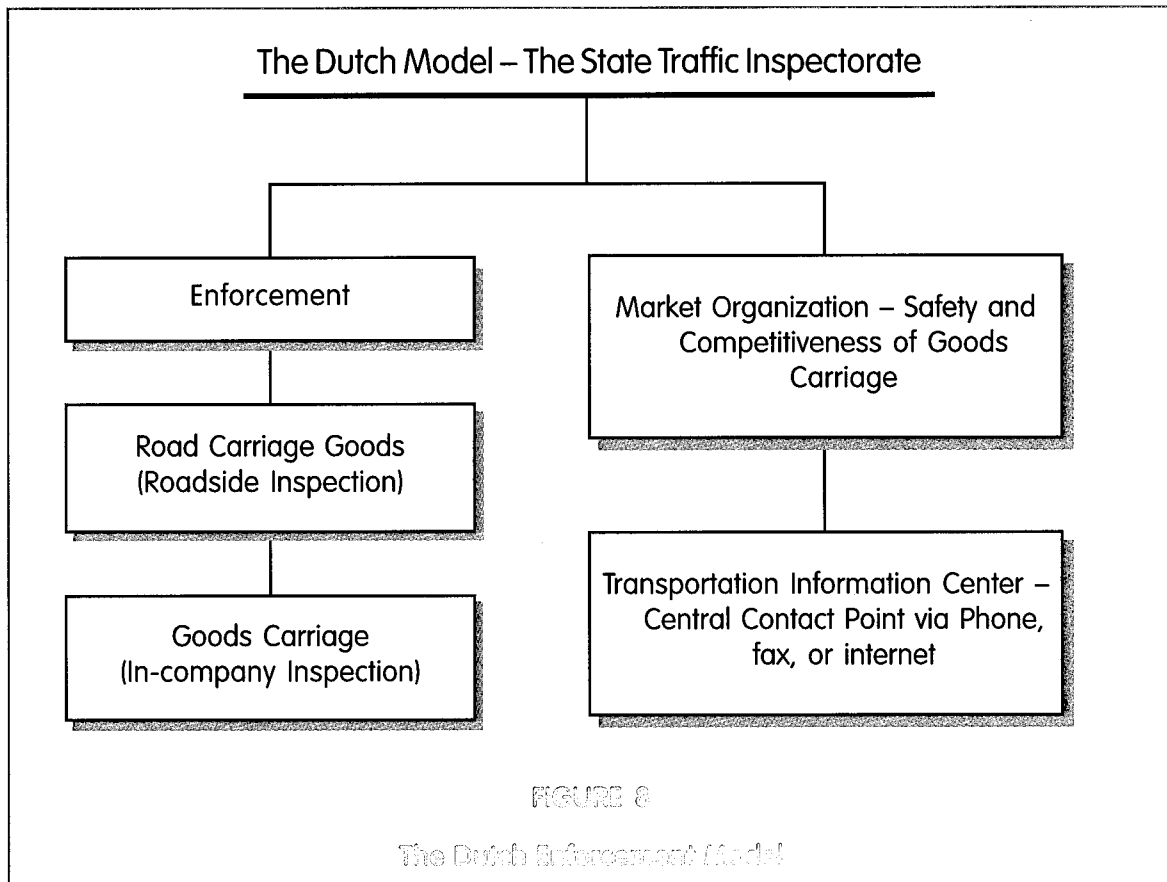 The Dutch Model – The State Traffic Inspectorate
Enforcement
Road Carriage Goods
(Roadside Inspection)
Goods Carriage
(In-company Inspection)
Market Organization – Safety and
Competitiveness of Goods
Carriage
Transportation Information Center –
Central Contact Point via Phone,
fax, or internet
FIGURE 8
The Dutch Enforcement Model